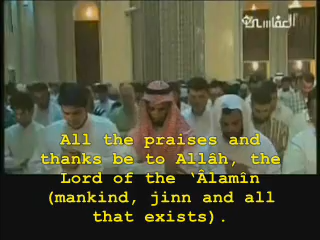 العفاسي
All the praises and
thanks be to Allâh, the
Lord of the ‘Âlamîn
(mankind, jinn and all
that exists).